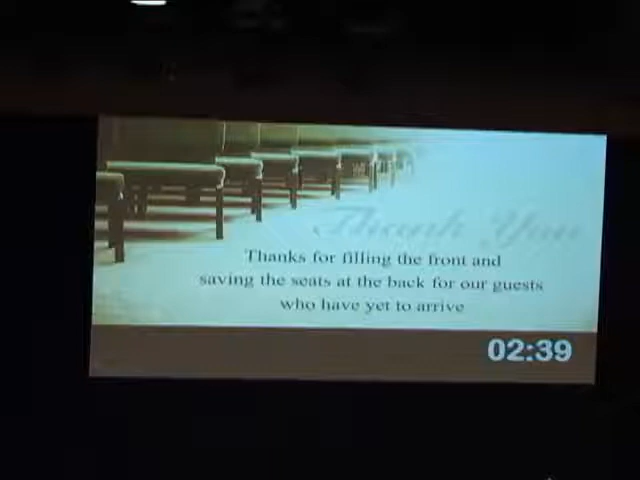 Thank You
Thanks for filling the front and
saving the seats at the back for our guests
who have yet to arrive
02:39